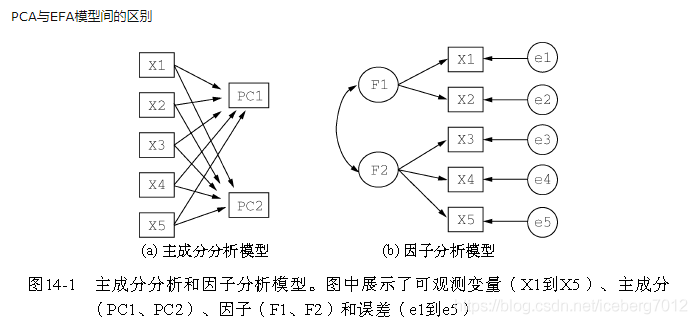 PCA与EFA模型间的区别
X1
X2
X3
X4
X5
PC1
PC2
(a) 主成分分析模型
F1
F2
X1
X2
X3
X4
X5
e1
e2
e3
e4
e5
(b) 因子分析模型
图14-1 主成分分析和因子分析模型。图中展示了可观测变量（X1到X5）、主成分
（PC1、PC2）、因子（F1、F2）和误差（e1到e5）
https://blog.csdn.net/iceberg7012